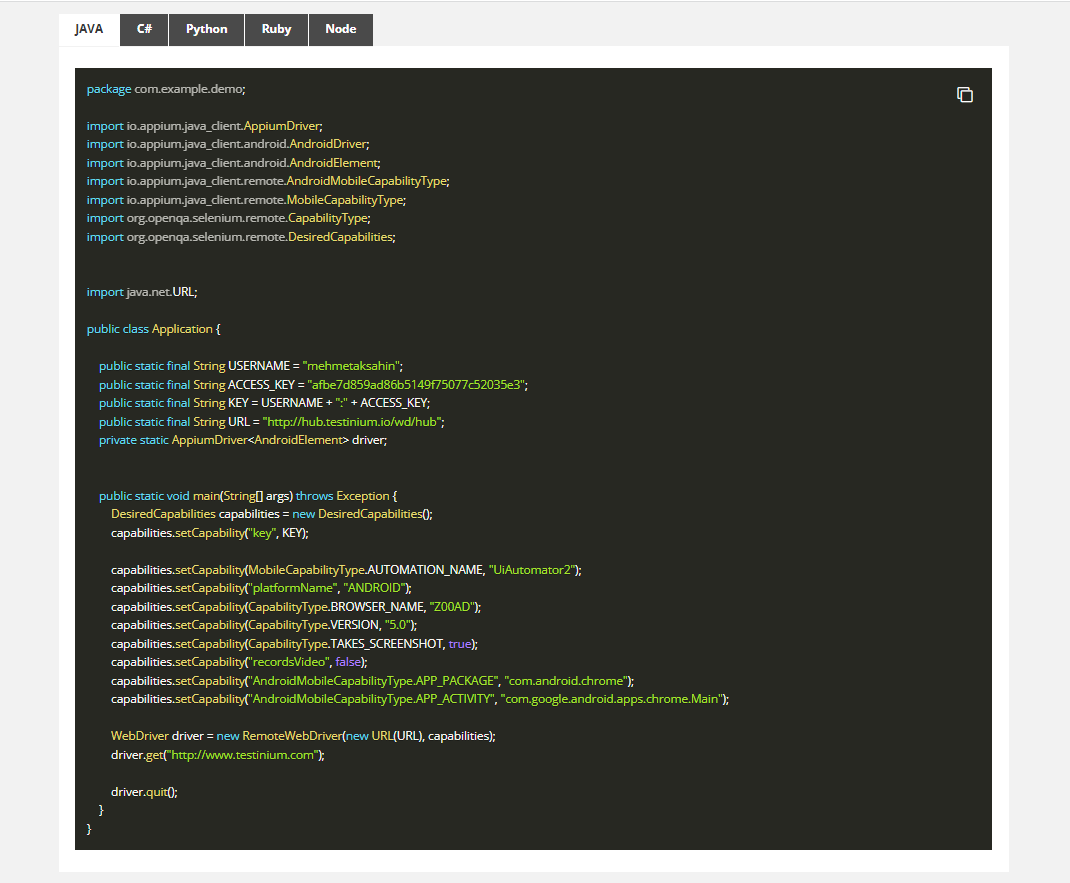 JAVA C# Python Ruby Node
package com.example.demo;
import io.appium.java_client.AppiumDriver;
import io.appium.java_client.android.AndroidDriver;
import io.appium.java_client.android.AndroidElement;
import io.appium.java_client.remote.AndroidMobileCapabilityType;
import io.appium.java_client.remote.MobileCapabilityType;
import org.openqa.selenium.remote.CapabilityType;
import org.openqa.selenium.remote.DesiredCapabilities;
import java.net.URL;
public class Application {
public static final String USERNAME = "mehmetaksahin";
public static final String ACCESS_KEY = "afbe7d859ad86b5149f75077c52035e3";
public static final String KEY = USERNAME + ":" + ACCESS_KEY;
public static final String URL = "http://hub.testinium.io/wd/hub";
private static AppiumDriver<AndroidElement> driver;
public static void main(String[] args) throws Exception {
DesiredCapabilities capabilities = new DesiredCapabilities();
capabilities.setCapability("key", KEY);
capabilities.setCapability(MobileCapabilityType.AUTOMATION_NAME, "UiAutomator2");
capabilities.setCapability("platformName", "ANDROID");
capabilities.setCapability(CapabilityType.BROWSER_NAME, "Z00AD");
capabilities.setCapability(CapabilityType.VERSION, "5.0");
capabilities.setCapability(CapabilityType.TAKES_SCREENSHOT, true);
capabilities.setCapability("recordsVideo", false);
capabilities.setCapability("AndroidMobileCapabilityType.APP_PACKAGE", "com.android.chrome");
capabilities.setCapability("AndroidMobileCapabilityType.APP_ACTIVITY", "com.google.android.apps.chrome.Main");
WebDriver driver = new RemoteWebDriver(new URL(URL), capabilities);
driver.get("http://www.testinium.com");
driver.quit();
}
}